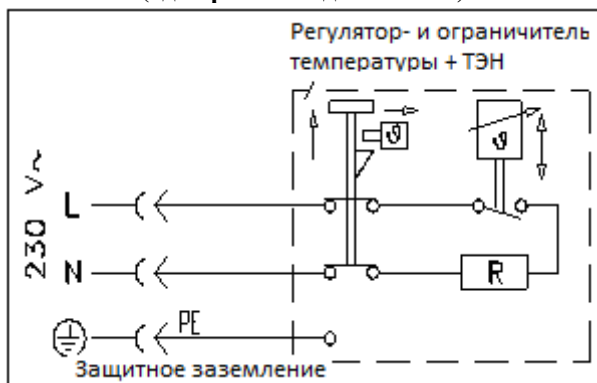 Регулятор- и ограничитель
температуры + ТЭН
ϑ
ϑ
230 V~
L
N
R
PE
Защитное заземление